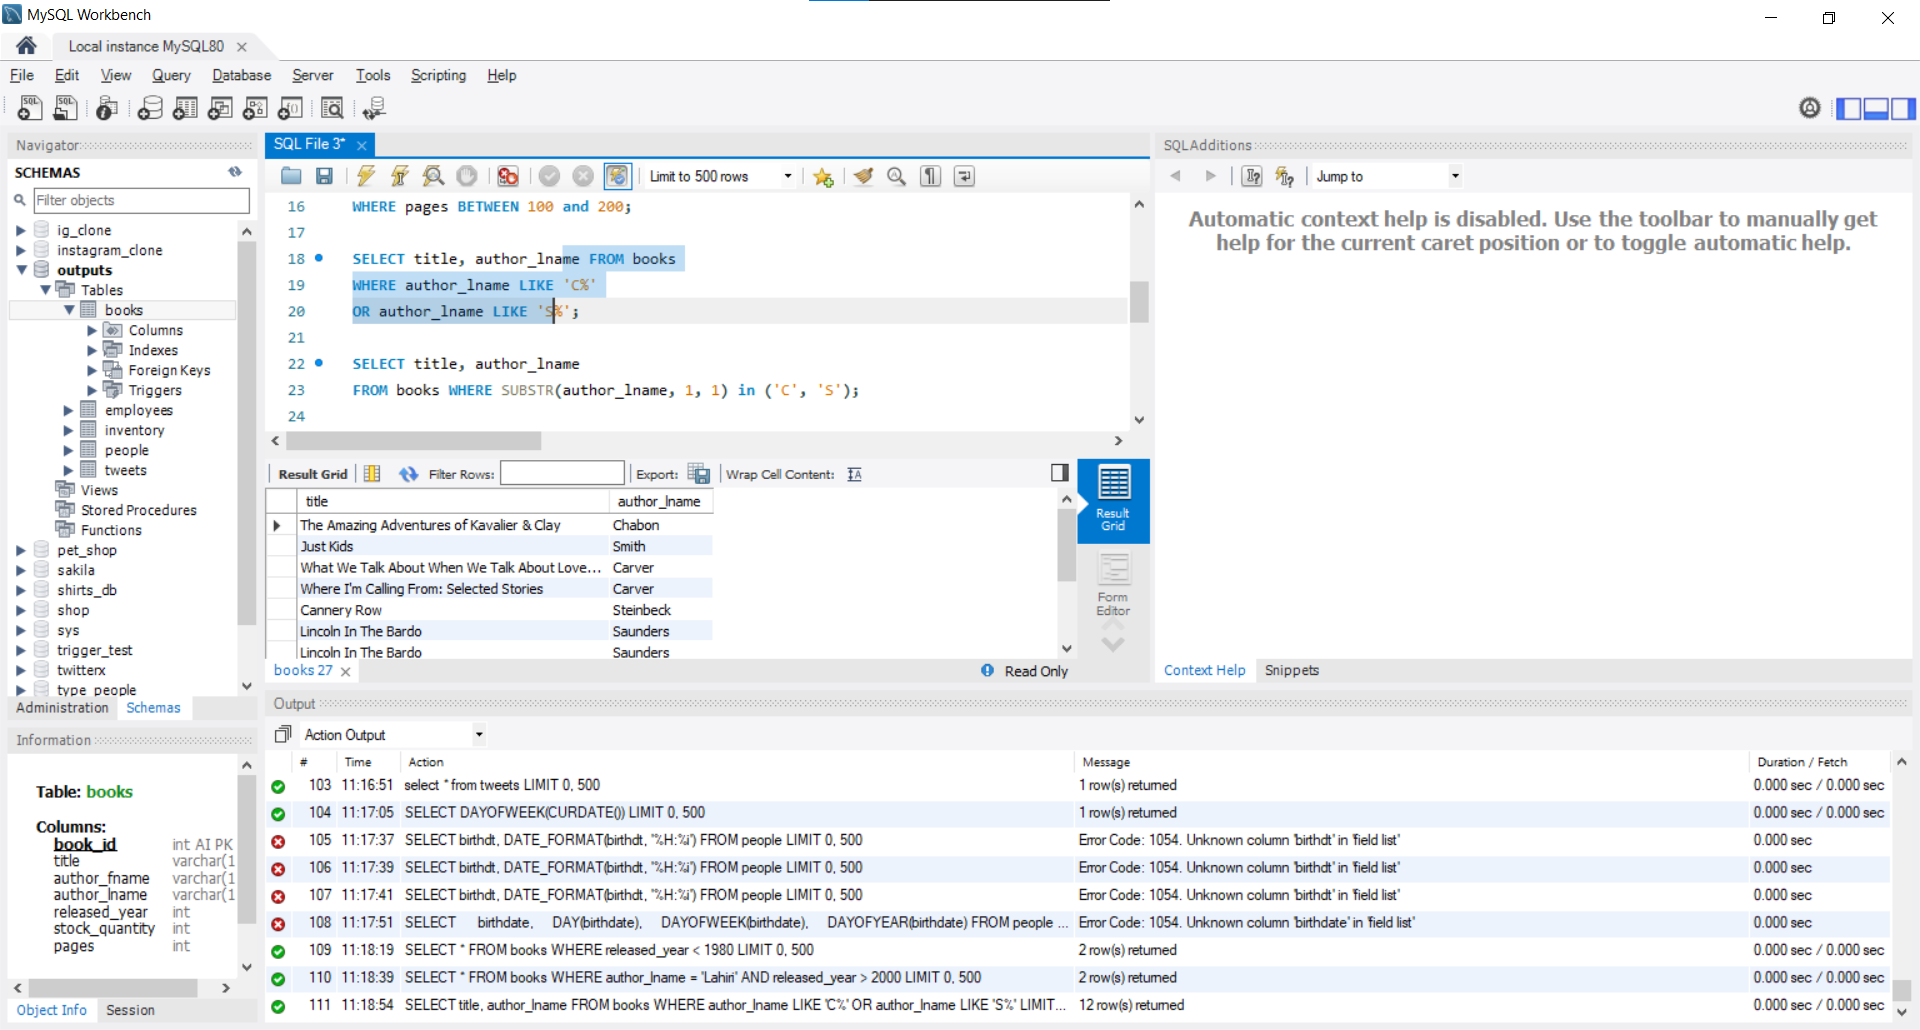 MySQL Workbench
Local instance MySQL80
File Edit View Query Database Server Tools Scripting Help
Navigator
SCHEMAS
Filter objects
ig_clone
instagram_clone
outputs
Tables
books
Columns
Indexes
Foreign Keys
Triggers
employees
inventory
people
tweets
Views
Stored Procedures
Functions
pet_shop
sakila
shirts_db
shop
sys
trigger_test
twitterx
type_people
Administration Schemas
Information
Table: books
Columns:
book_id int AI PK
title varchar(1
author_fname varchar(1
author_lname varchar(1
released_year int
stock_quantity int
pages int
Object Info Session
SQL File 3*
Limit to 500 rows
16 WHERE pages BETWEEN 100 and 200;
17
18 SELECT title, author_lname FROM books
19 WHERE author_lname LIKE 'C%'
20 OR author_lname LIKE 'S%';
21
22 SELECT title, author_lname
23 FROM books WHERE SUBSTR(author_lname, 1, 1) in ('C', 'S');
24
Result Grid Filter Rows: Export: Wrap Cell Content:
title author_lname
The Amazing Adventures of Kavalier & Clay Chabon
Just Kids Smith
What We Talk About When We Talk About Love... Carver
Where I'm Calling From: Selected Stories Carver
Cannery Row Steinbeck
Lincoln In The Bardo Saunders
Lincoln In The Bardo Saunders
Result
Grid
Form
Editor
books 27 Read Only
SQLAdditions
Jump to
Automatic context help is disabled. Use the toolbar to manually get
help for the current caret position or to toggle automatic help.
Context Help Snippets
Output
Action Output
# Time Action Message Duration / Fetch
103 11:16:51 select * from tweets LIMIT 0, 500 1 row(s) returned 0.000 sec / 0.000 sec
104 11:17:05 SELECT DAYOFWEEK(CURDATE()) LIMIT 0, 500 1 row(s) returned 0.000 sec / 0.000 sec
105 11:17:37 SELECT birthdt, DATE_FORMAT(birthdt, '%H:%i') FROM people LIMIT 0, 500 Error Code: 1054. Unknown column 'birthdt' in 'field list' 0.000 sec
106 11:17:39 SELECT birthdt, DATE_FORMAT(birthdt, '%H:%i') FROM people LIMIT 0, 500 Error Code: 1054. Unknown column 'birthdt' in 'field list' 0.000 sec
107 11:17:41 SELECT birthdt, DATE_FORMAT(birthdt, '%H:%i') FROM people LIMIT 0, 500 Error Code: 1054. Unknown column 'birthdt' in 'field list' 0.000 sec
108 11:17:51 SELECT birthdate, DAY(birthdate), DAYOFWEEK(birthdate), DAYOFYEAR(birthdate) FROM people ... Error Code: 1054. Unknown column 'birthdate' in 'field list' 0.000 sec
109 11:18:19 SELECT * FROM books WHERE released_year < 1980 LIMIT 0, 500 2 row(s) returned 0.000 sec / 0.000 sec
110 11:18:39 SELECT * FROM books WHERE author_lname = 'Lahiri' AND released_year > 2000 LIMIT 0, 500 2 row(s) returned 0.000 sec / 0.000 sec
111 11:18:54 SELECT title, author_lname FROM books WHERE author_lname LIKE 'C%' OR author_lname LIKE 'S%' LIMIT... 12 row(s) returned 0.000 sec / 0.000 sec